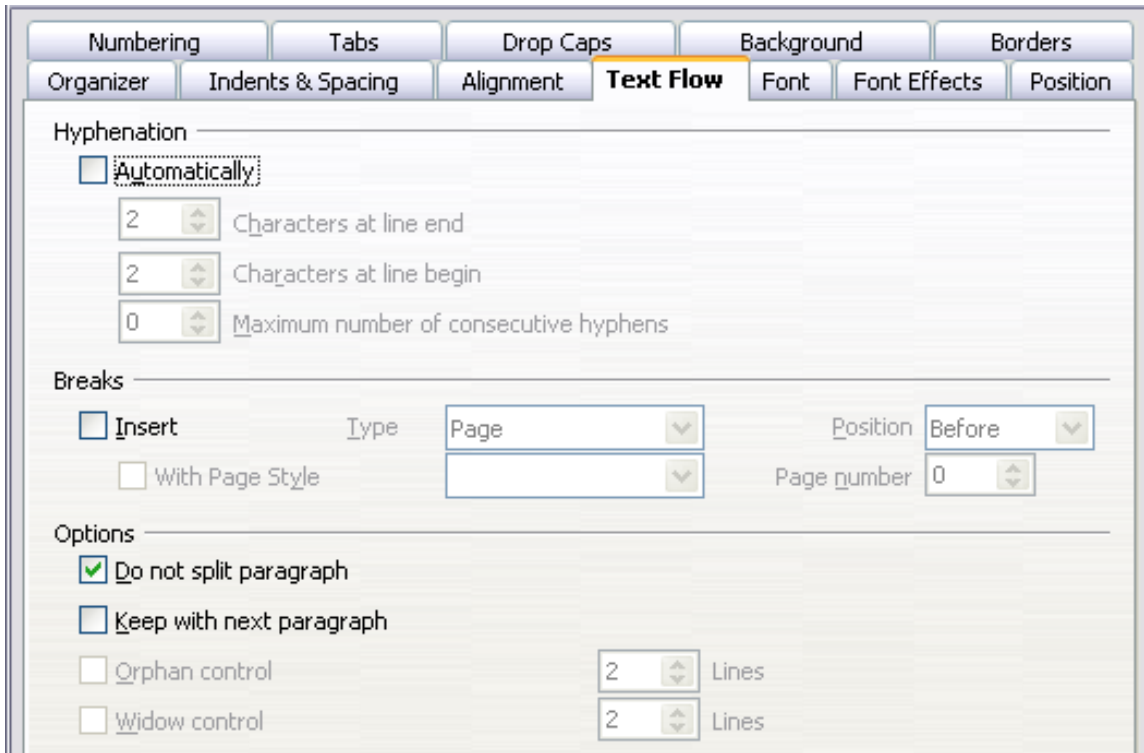 Numbering Tabs Drop Caps Background Borders
Organizer Indents & Spacing Alignment Text Flow Font Font Effects Position
Hyphenation
Automatically
2 Characters at line end
2 Characters at line begin
0 Maximum number of consecutive hyphens
Breaks
Insert Type Page Position Before
With Page Style Page number 0
Options
Do not split paragraph
Keep with next paragraph
Orphan control 2 Lines
Widow control 2 Lines